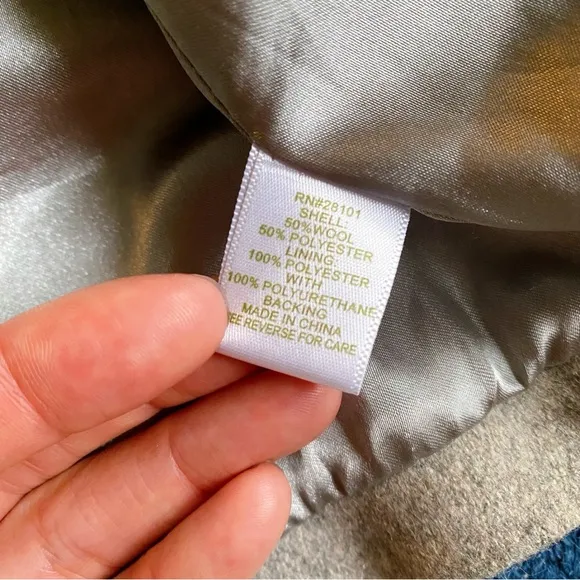 RN#28101
SHELL:
50%WOOL
50% POLYESTER
LINING:
100% POLYESTER
WITH
100% POLYURETHANE
BACKING
MADE IN CHINA
EE REVERSE FOR CARE